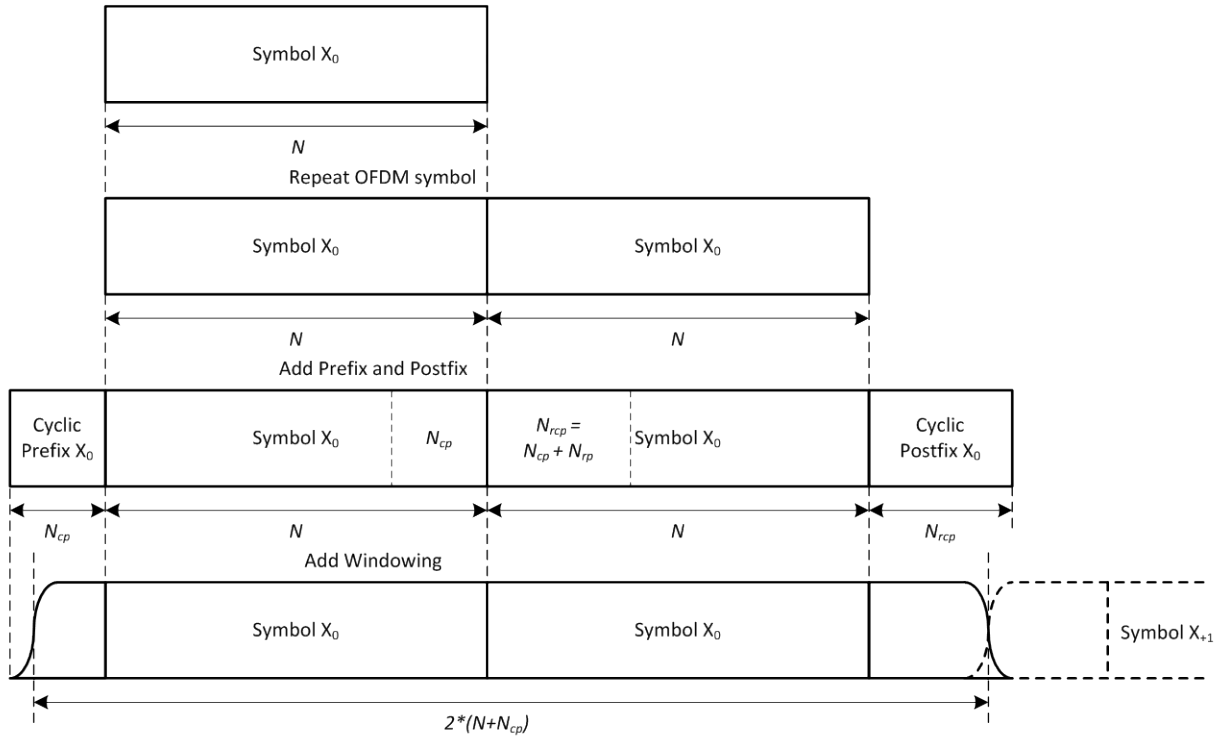 Symbol X0
N
Repeat OFDM symbol
Symbol X0
Symbol X0
N
N
Add Prefix and Postfix
Cyclic
Prefix X0
Symbol X0
Ncp
Nrcp =
Ncp + Nrp
Symbol X0
Cyclic
Postfix X0
Ncp
N
N
Nrcp
Add Windowing
Symbol X0
Symbol X0
Symbol X+1
2*(N+Ncp)